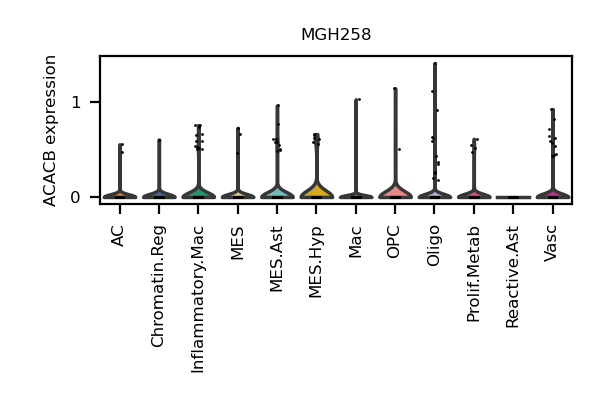 MGH258
ACACB expression
1
0
AC
Chromatin.Reg
Inflammatory.Mac
MES
MES.Ast
MES.Hyp
Mac
OPC
Oligo
Prolif.Metab
Reactive.Ast
Vasc